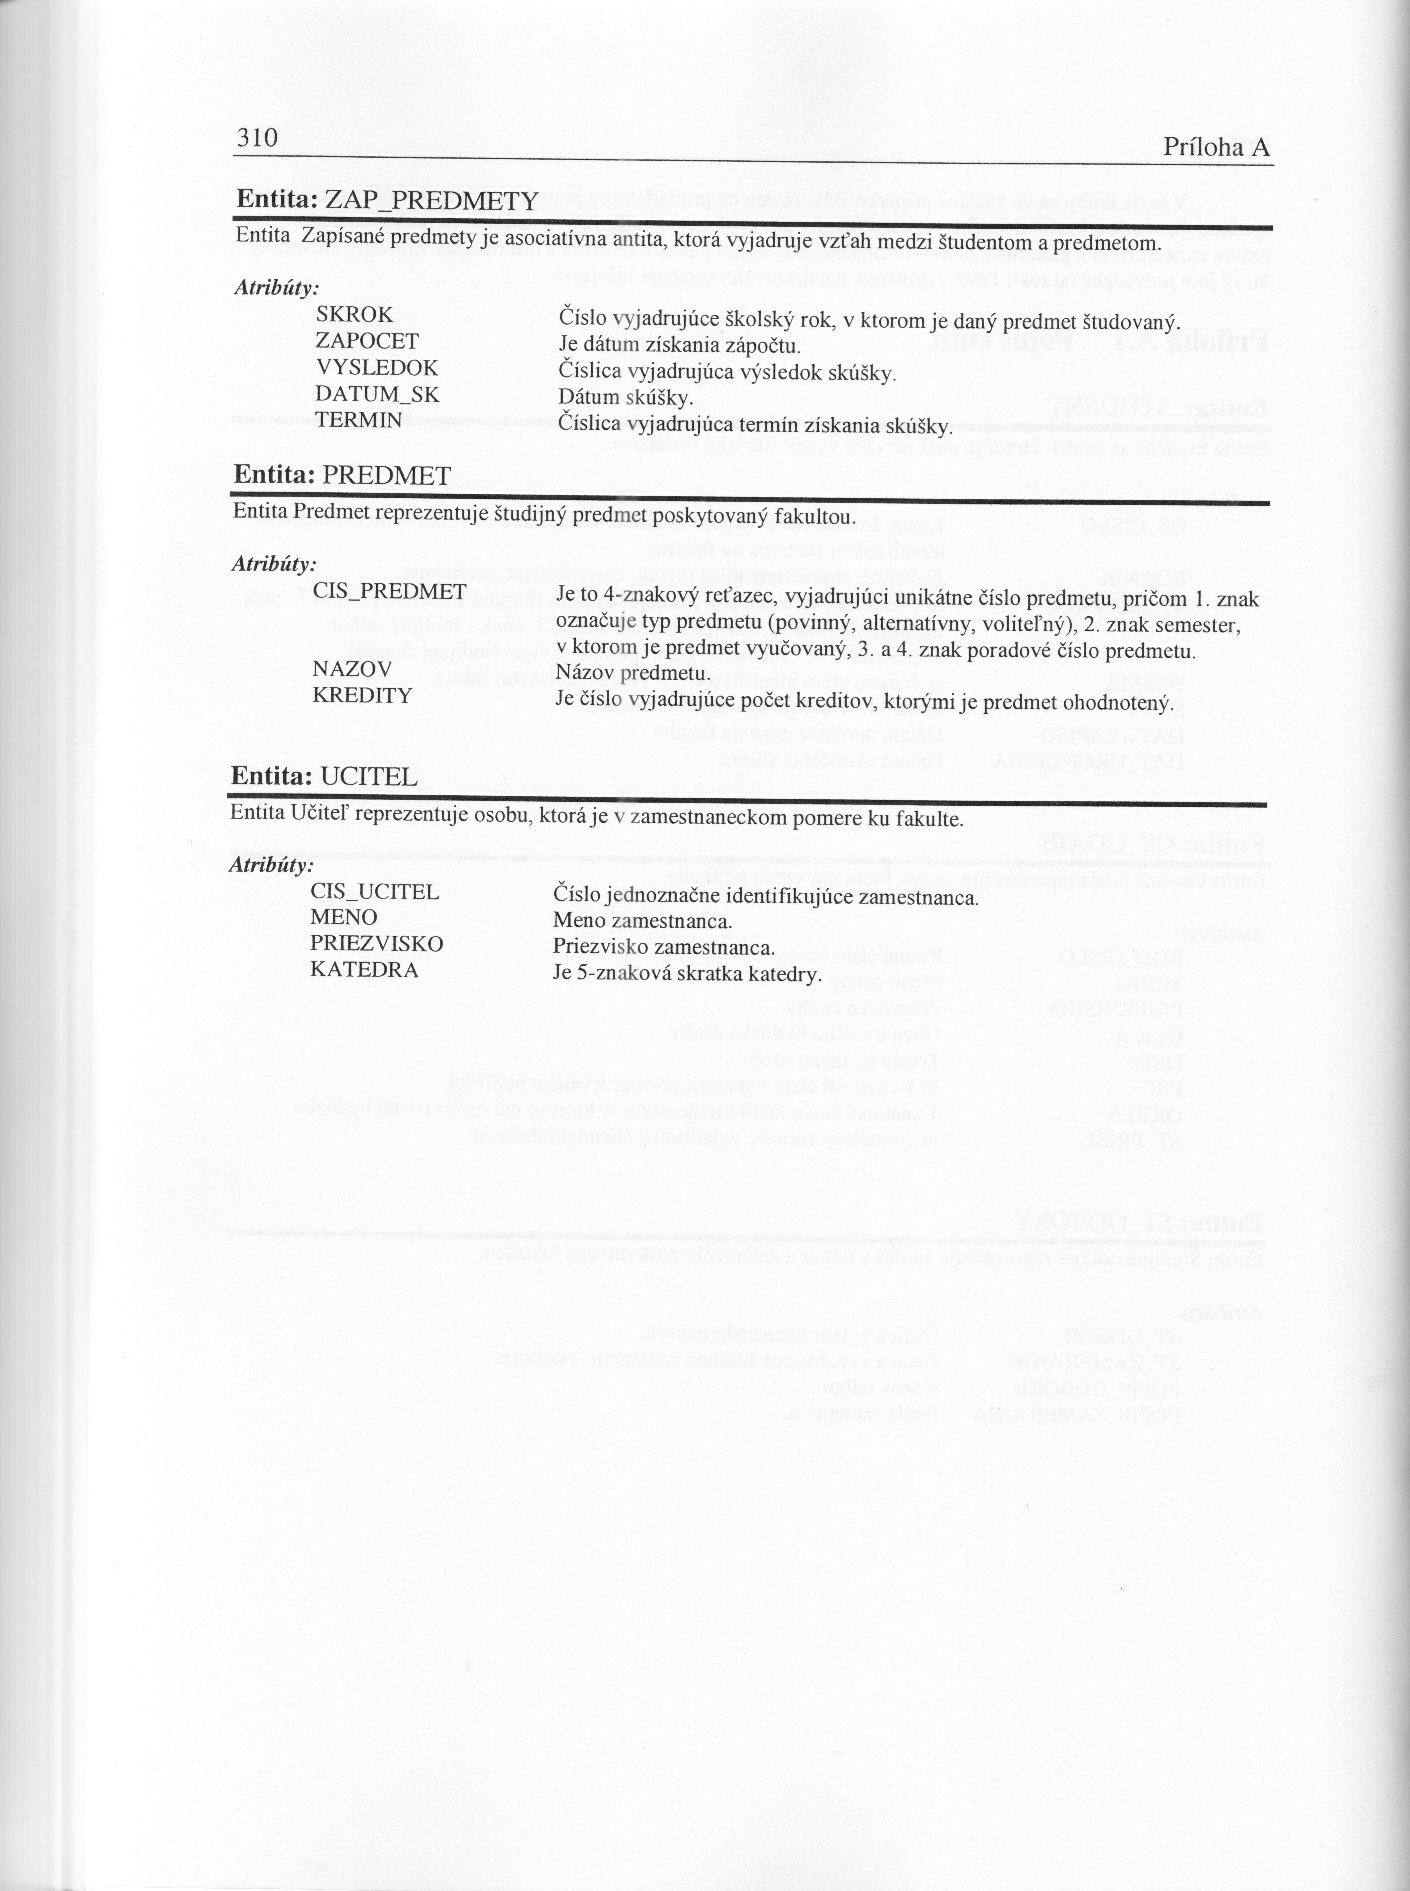 310
Príloha A
Entita: ZAP_PREDMETY
Entita Zapísané predmety je asociatívna antita, ktorá vyjadruje vzťah medzi študentom a predmetom.
Atribúty:
SKROK Číslo vyjadrujúce školský rok, v ktorom je daný predmet študovaný.
ZAPOCET Je dátum získania zápočtu.
VYSLEDOK Číslica vyjadrujúca výsledok skúšky.
DATUM_SK Dátum skúšky.
TERMIN Číslica vyjadrujúca termín získania skúšky.
Entita: PREDMET
Entita Predmet reprezentuje študijný predmet poskytovaný fakultou.
Atribúty:
CIS_PREDMET Je to 4-znakový reťazec, vyjadrujúci unikátne číslo predmetu, pričom 1. znak
označuje typ predmetu (povinný, alternatívny, voliteľný), 2. znak semester,
v ktorom je predmet vyučovaný, 3. a 4. znak poradové číslo predmetu.
NAZOV Názov predmetu.
KREDITY Je číslo vyjadrujúce počet kreditov, ktorými je predmet ohodnotený.
Entita: UCITEL
Entita Učiteľ reprezentuje osobu, ktorá je v zamestnaneckom pomere ku fakulte.
Atribúty:
CIS_UCITEL Číslo jednoznačne identifikujúce zamestnanca.
MENO Meno zamestnanca.
PRIEZVISKO Priezvisko zamestnanca.
KATEDRA Je 5-znaková skratka katedry.